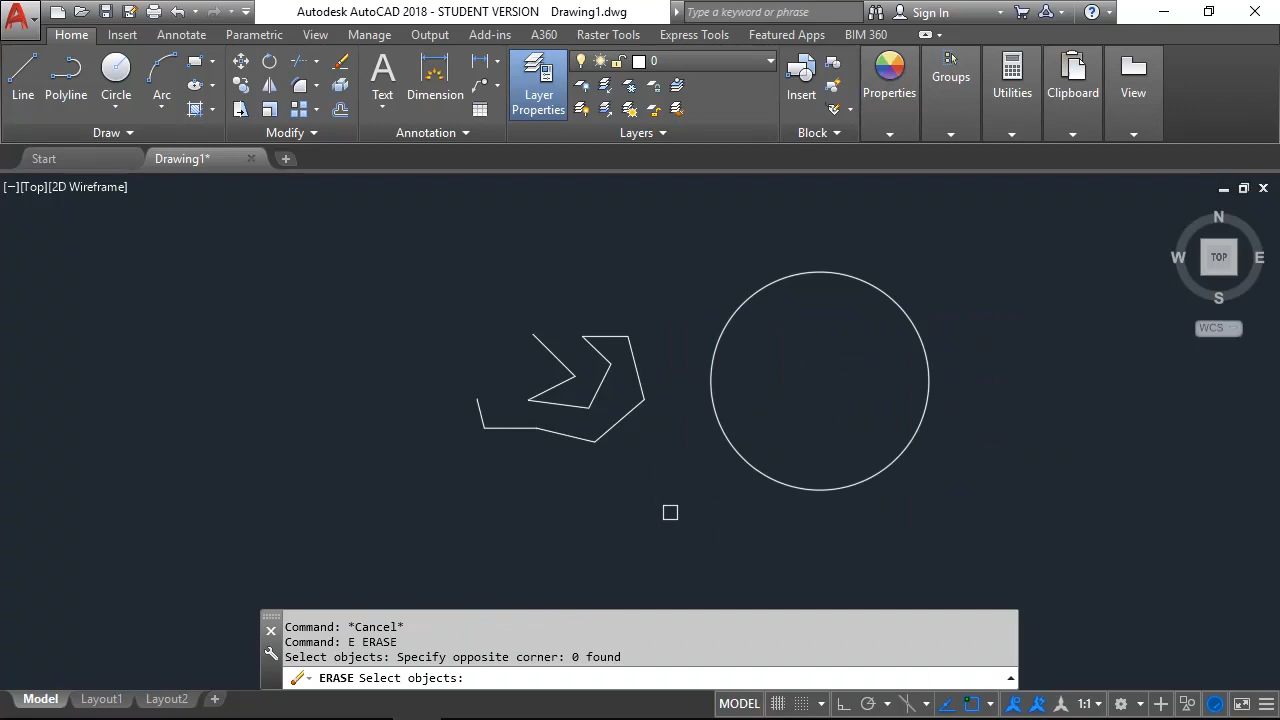 Autodesk AutoCAD 2018 - STUDENT VERSION Drawing1.dwg
Type a keyword or phrase
Sign In
Home Insert Annotate Parametric View Manage Output Add-ins A360 Raster Tools Express Tools Featured Apps BIM 360
0
Line Polyline Circle Arc Text Dimension Layer Properties Insert Properties Groups Utilities Clipboard View
Draw Modify Annotation Layers Block
Start Drawing1*
[−][Top][2D Wireframe]
N
W TOP E
S
WCS
Command: *Cancel*
Command: E ERASE
Select objects: Specify opposite corner: 0 found
ERASE Select objects:
Model Layout1 Layout2
MODEL 1:1